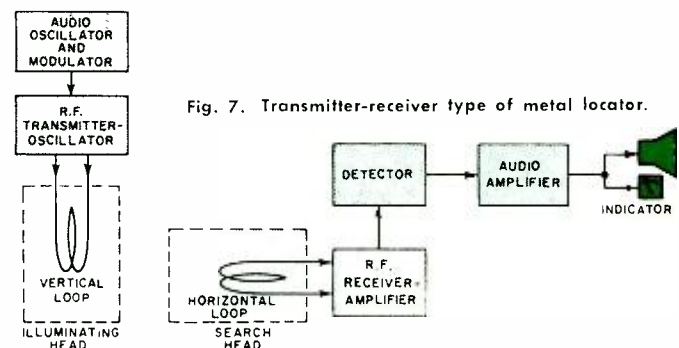 AUDIO
OSCILLATOR
AND
MODULATOR
R.F.
TRANSMITTER-
OSCILLATOR
VERTICAL
LOOP
ILLUMINATING
HEAD
Fig. 7. Transmitter-receiver type of metal locator.
DETECTOR
AUDIO
AMPLIFIER
INDICATOR
HORIZONTAL
LOOP
SEARCH
HEAD
R.F.
RECEIVER-
AMPLIFIER